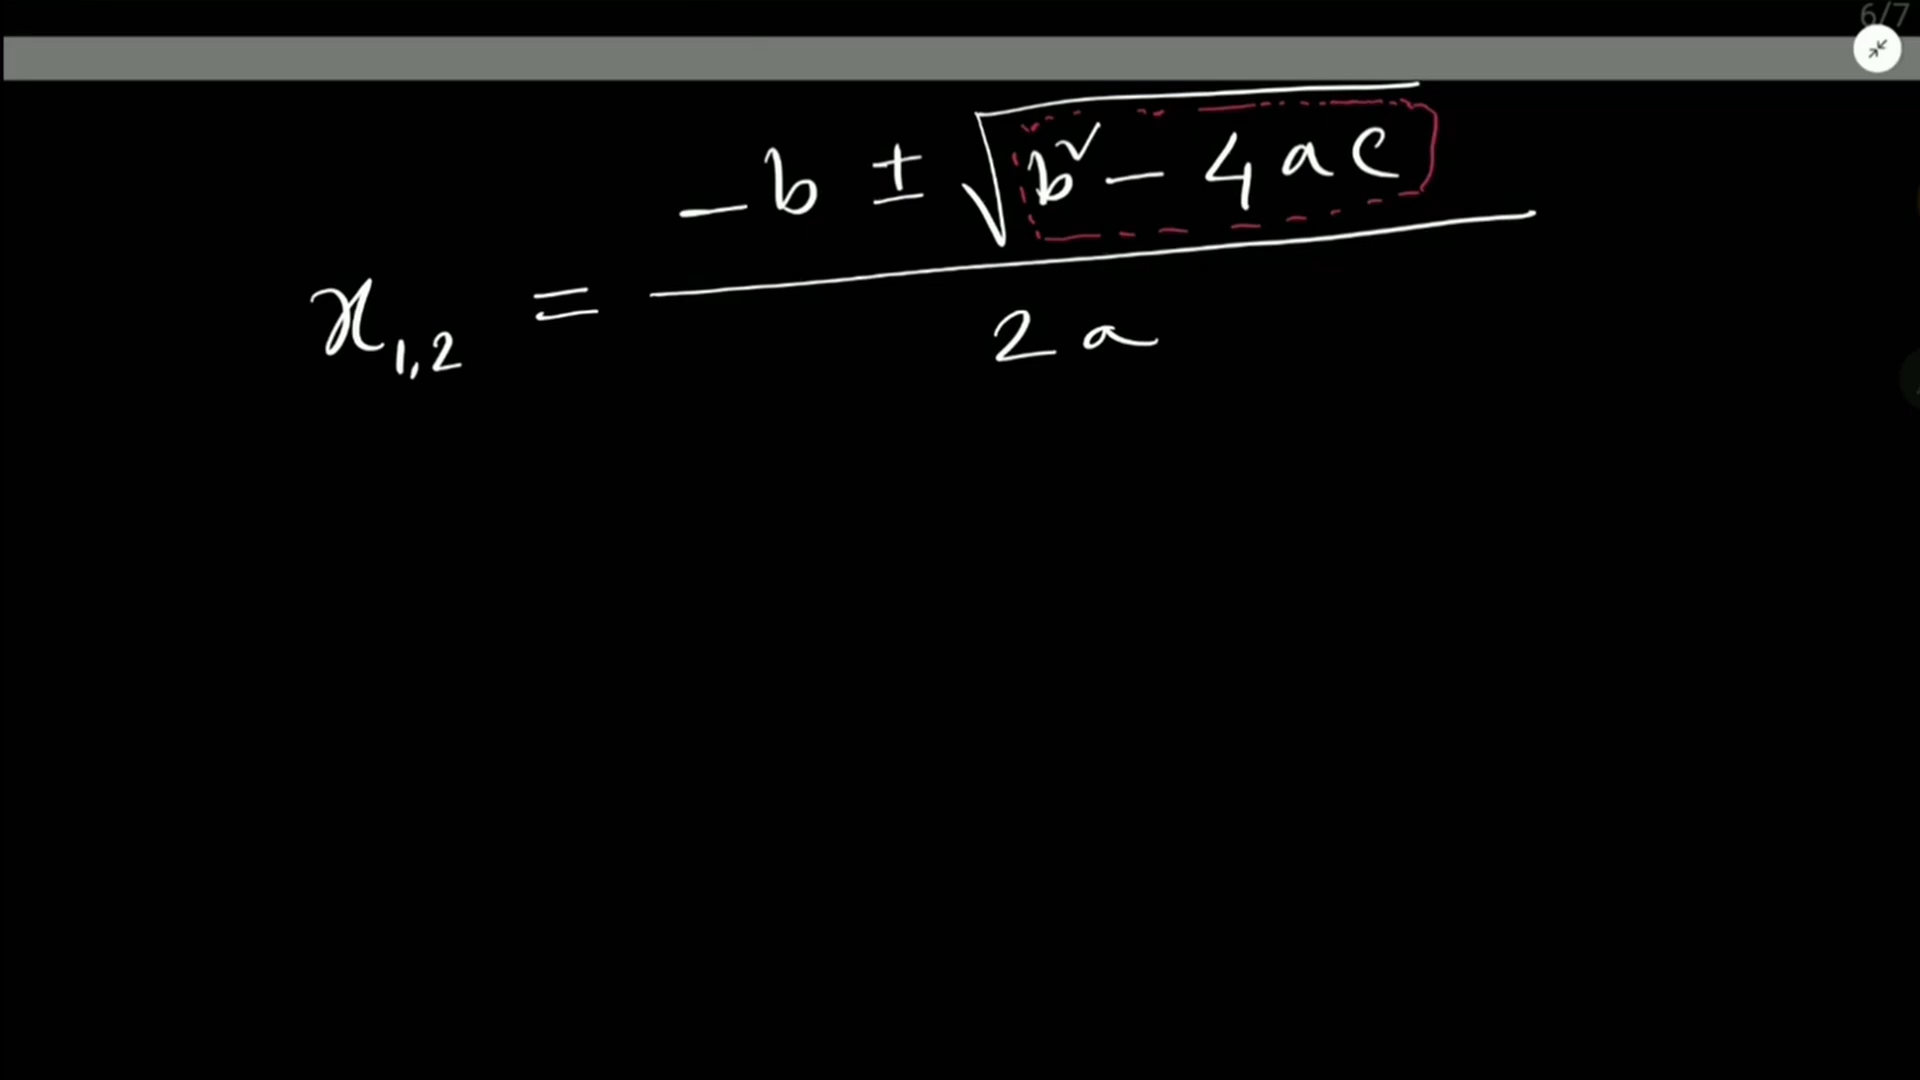 6/7
x₁,₂ = (-b ± √(b² - 4ac)) / 2a